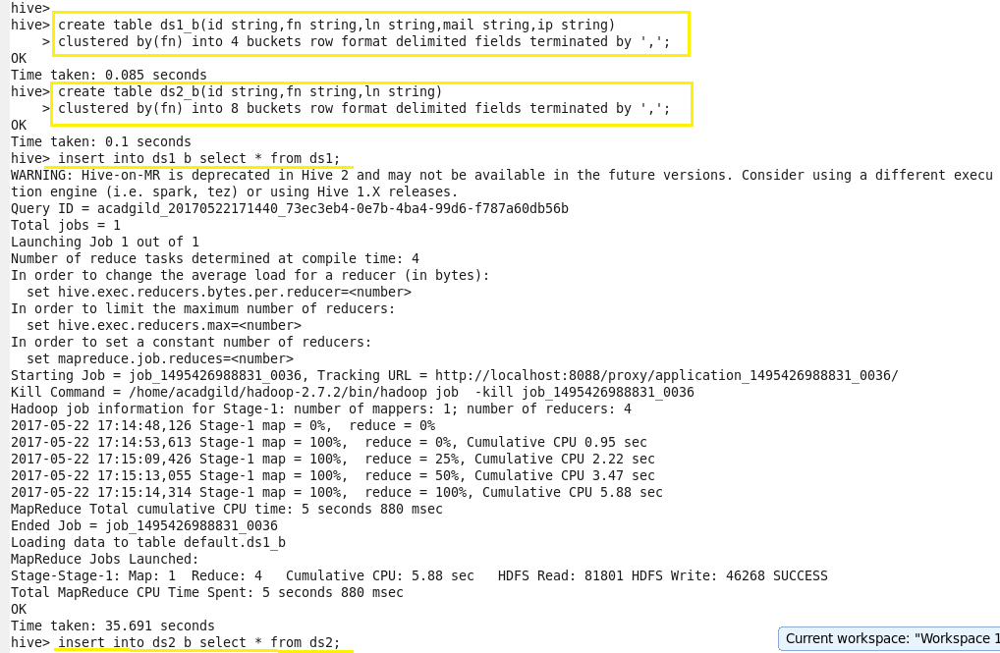 hive>
hive> create table ds1_b(id string,fn string,ln string,mail string,ip string)
    > clustered by(fn) into 4 buckets row format delimited fields terminated by ',';
OK
Time taken: 0.085 seconds
hive> create table ds2_b(id string,fn string,ln string)
    > clustered by(fn) into 8 buckets row format delimited fields terminated by ',';
OK
Time taken: 0.1 seconds
hive> insert into ds1_b select * from ds1;
WARNING: Hive-on-MR is deprecated in Hive 2 and may not be available in the future versions. Consider using a different execu
tion engine (i.e. spark, tez) or using Hive 1.X releases.
Query ID = acadgild_20170522171440_73ec3eb4-0e7b-4ba4-99d6-f787a60db56b
Total jobs = 1
Launching Job 1 out of 1
Number of reduce tasks determined at compile time: 4
In order to change the average load for a reducer (in bytes):
  set hive.exec.reducers.bytes.per.reducer=<number>
In order to limit the maximum number of reducers:
  set hive.exec.reducers.max=<number>
In order to set a constant number of reducers:
  set mapreduce.job.reduces=<number>
Starting Job = job_1495426988831_0036, Tracking URL = http://localhost:8088/proxy/application_1495426988831_0036/
Kill Command = /home/acadgild/hadoop-2.7.2/bin/hadoop job  -kill job_1495426988831_0036
Hadoop job information for Stage-1: number of mappers: 1; number of reducers: 4
2017-05-22 17:14:48,126 Stage-1 map = 0%,  reduce = 0%
2017-05-22 17:14:53,613 Stage-1 map = 100%,  reduce = 0%, Cumulative CPU 0.95 sec
2017-05-22 17:15:09,426 Stage-1 map = 100%,  reduce = 25%, Cumulative CPU 2.22 sec
2017-05-22 17:15:13,055 Stage-1 map = 100%,  reduce = 50%, Cumulative CPU 3.47 sec
2017-05-22 17:15:14,314 Stage-1 map = 100%,  reduce = 100%, Cumulative CPU 5.88 sec
MapReduce Total cumulative CPU time: 5 seconds 880 msec
Ended Job = job_1495426988831_0036
Loading data to table default.ds1_b
MapReduce Jobs Launched:
Stage-Stage-1: Map: 1  Reduce: 4   Cumulative CPU: 5.88 sec   HDFS Read: 81801 HDFS Write: 46268 SUCCESS
Total MapReduce CPU Time Spent: 5 seconds 880 msec
OK
Time taken: 35.691 seconds
hive> insert into ds2_b select * from ds2;
Current workspace: "Workspace 1